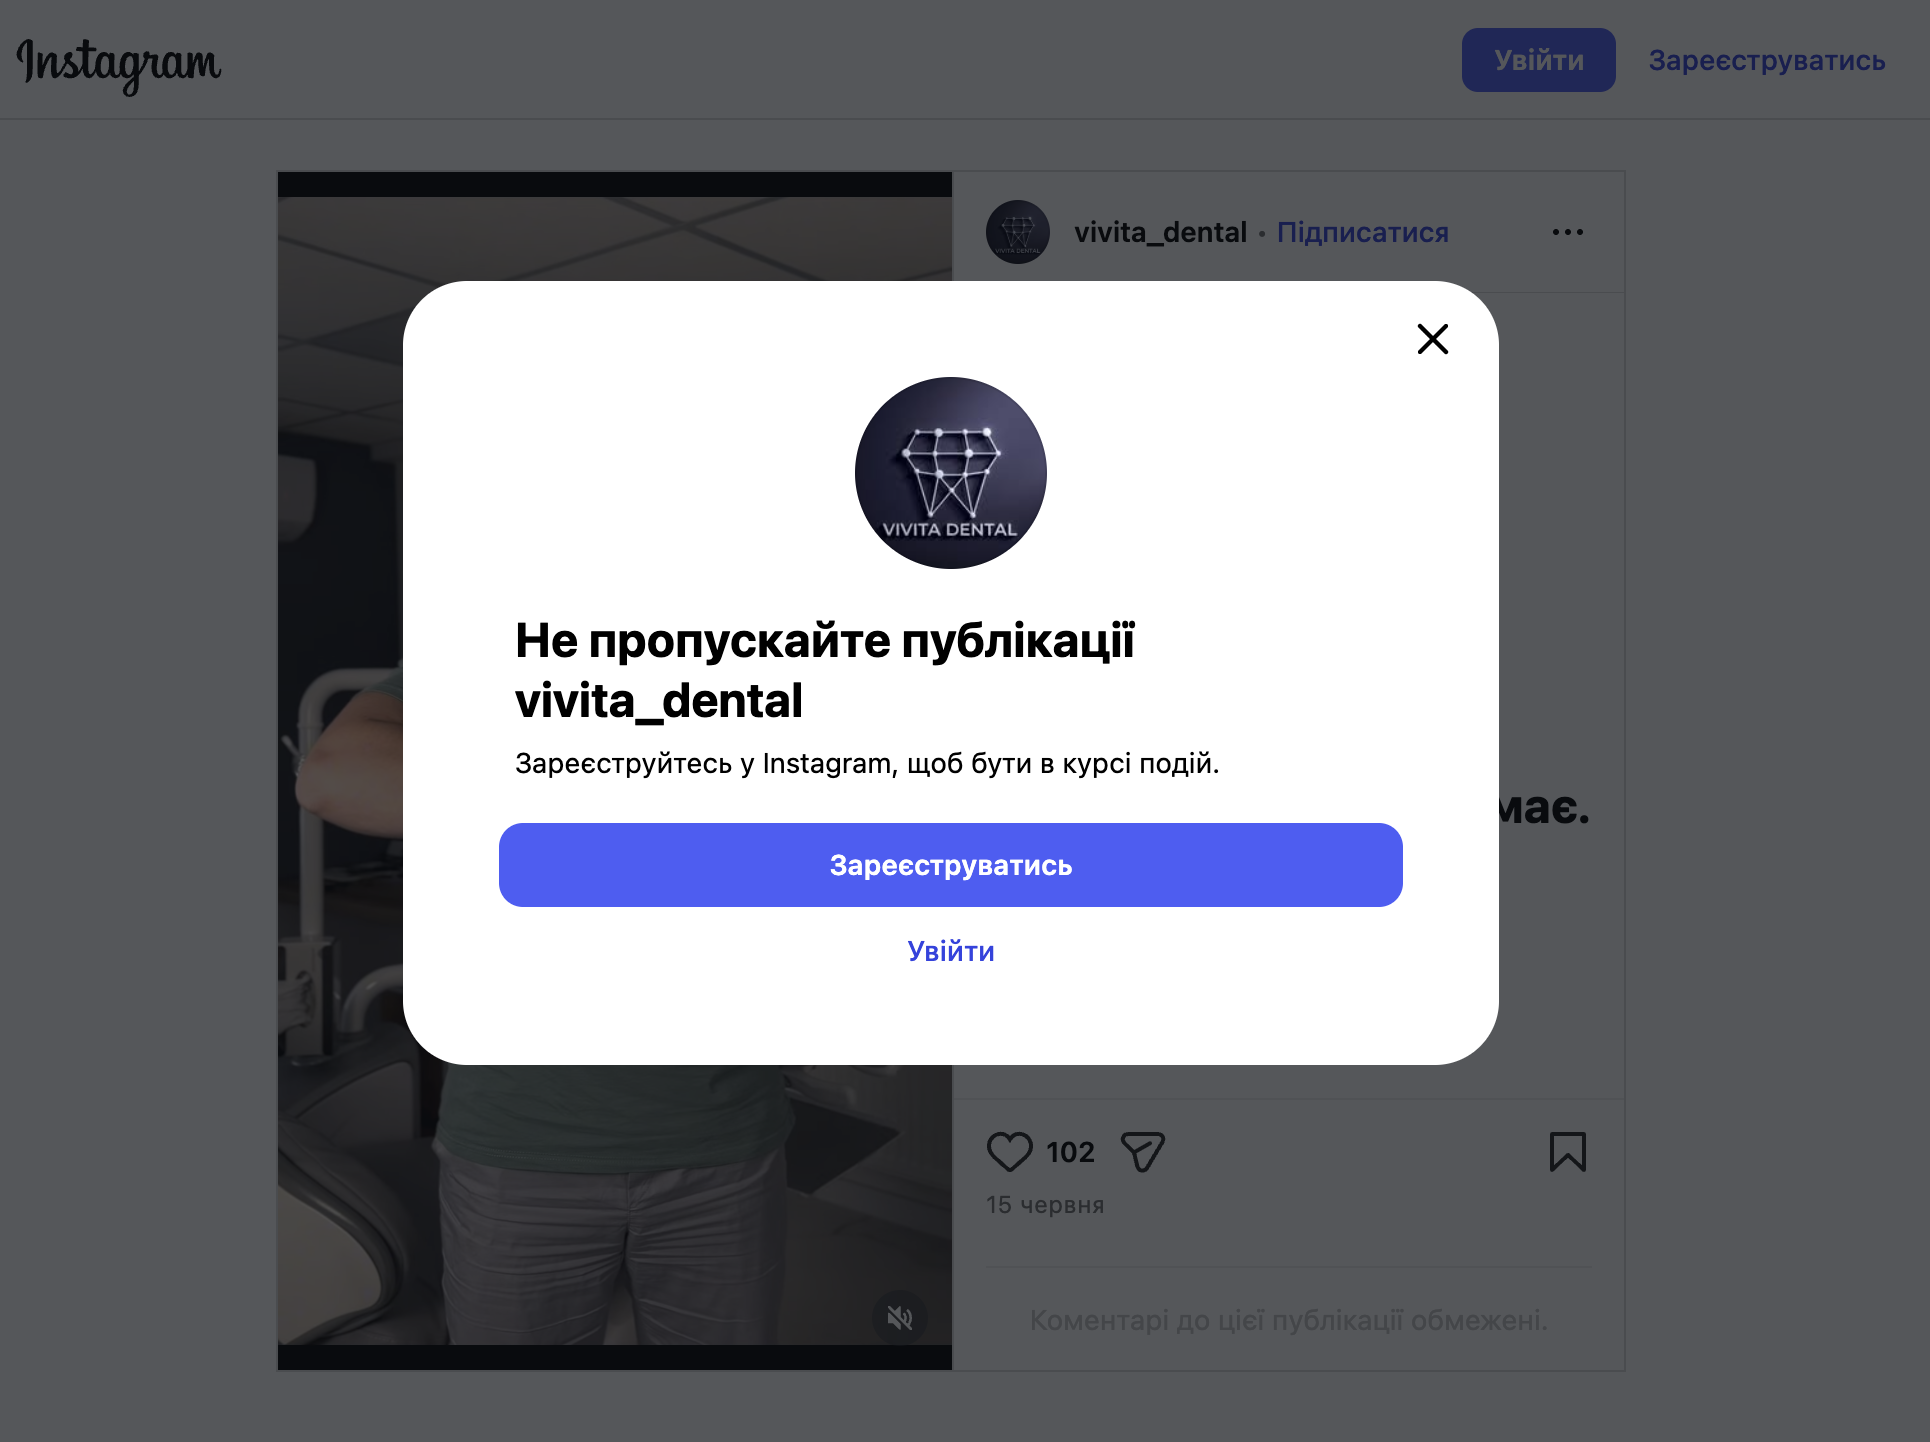 Instagram
Увійти
Зареєструватись
vivita_dental • Підписатися
VIVITA DENTAL
Не пропускайте публікації
vivita_dental
Зареєструйтесь у Instagram, щоб бути в курсі подій.
Зареєструватись
Увійти
має.
102
15 червня
Коментарі до цієї публікації обмежені.